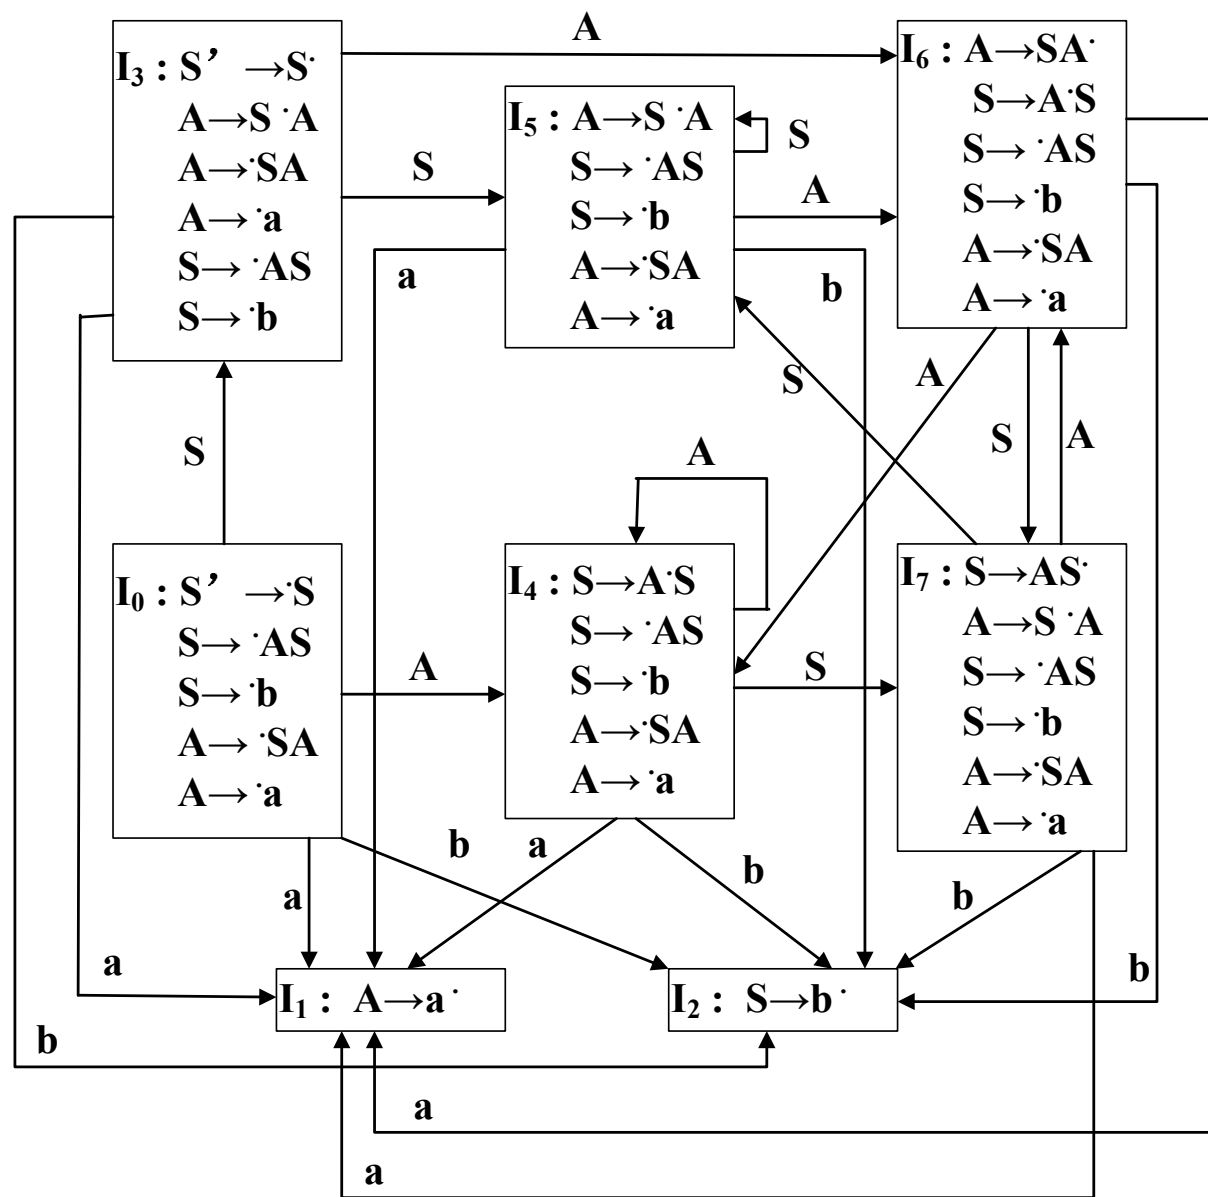 A
I₃ : S’ →S·
A→S ·A
A→·SA
A→ ·a
S→ ·AS
S→ ·b
I₆ : A→SA·
S→A·S
S→ ·AS
S→ ·b
A→·SA
A→ ·a
I₅ : A→S ·A
S→ ·AS
S→ ·b
A→·SA
A→ ·a
S
S
A
a
b
S
A
S
A
S
A
I₀ : S’ →·S
S→ ·AS
S→ ·b
A→ ·SA
A→ ·a
A
I₄ : S→A·S
S→ ·AS
S→ ·b
A→·SA
A→ ·a
S
I₇ : S→AS·
A→S ·A
S→ ·AS
S→ ·b
A→·SA
A→ ·a
b
a
b
a
b
a
b
I₁ : A→a ·
I₂ : S→b ·
b
a
a